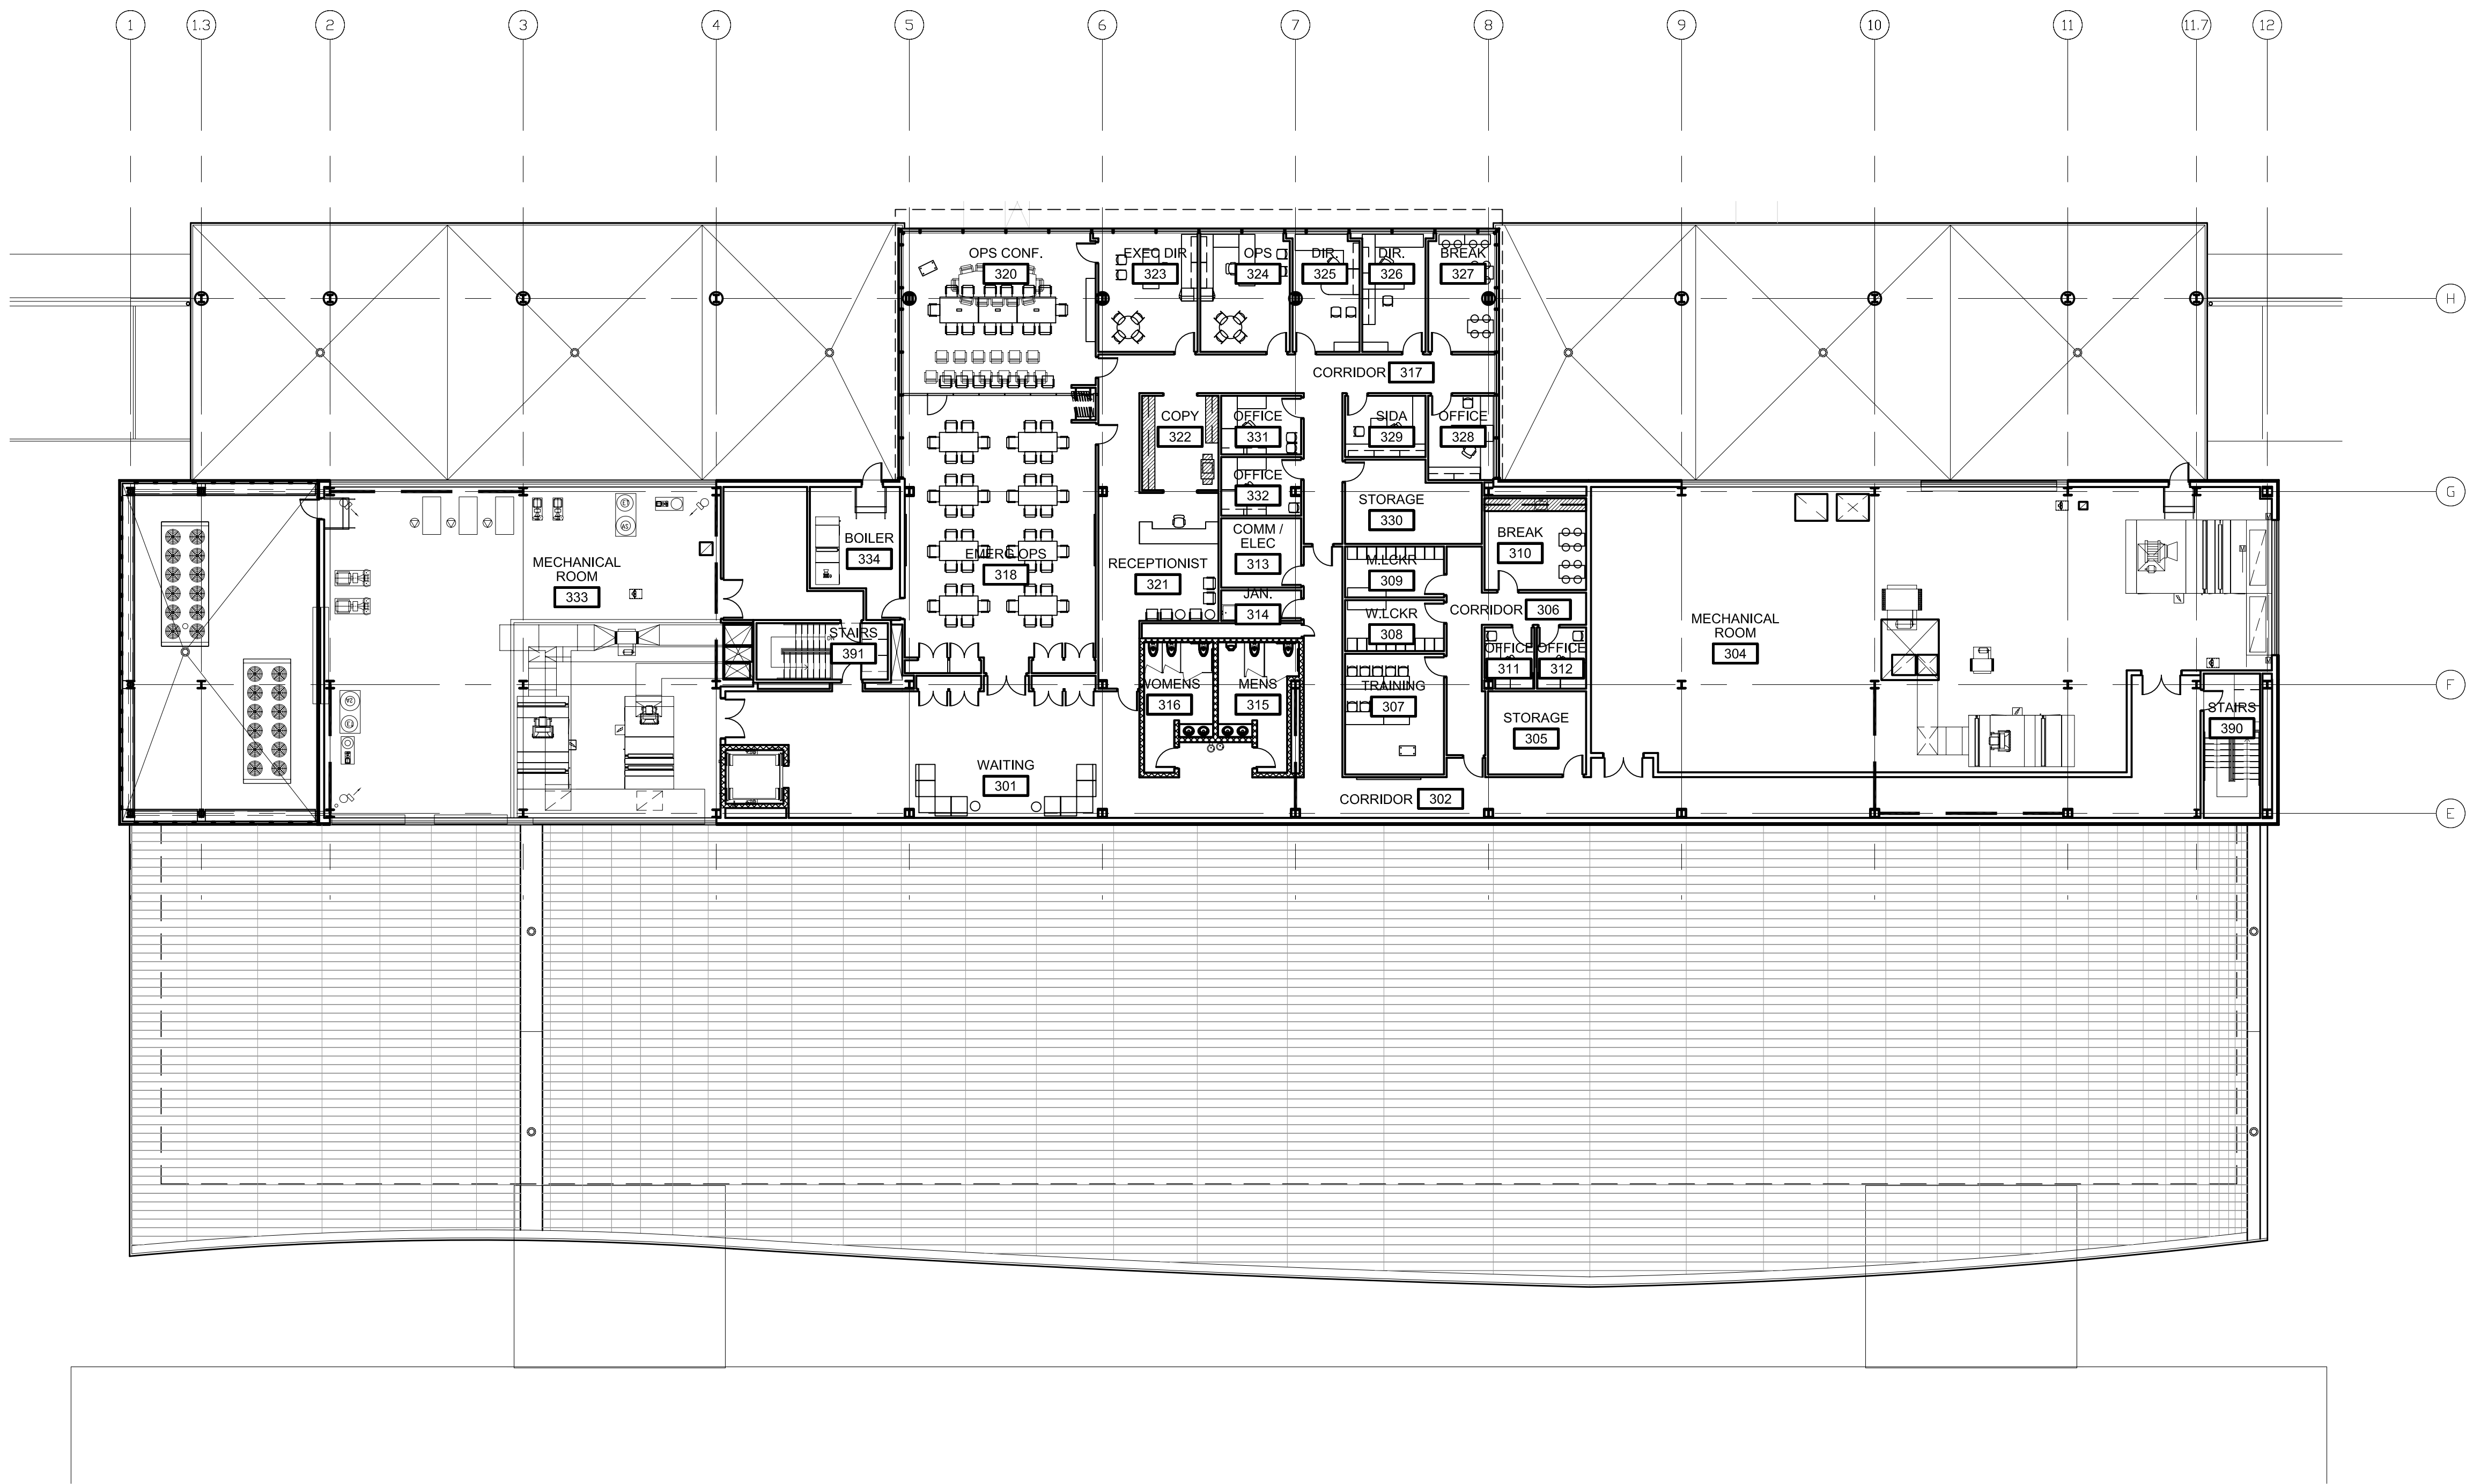 1 1.3 2 3 4 5 6 7 8 9 10 11 11.7 12
H
G
F
E
OPS CONF.
320
EXEC DIR
323
OPS
324
DIR.
325
DIR.
326
BREAK
327
CORRIDOR 317
COPY
322
OFFICE
331
SIDA
329
OFFICE
328
OFFICE
332
STORAGE
330
COMM /
ELEC
313
BREAK
310
BOILER
334
EMERG OPS
318
RECEPTIONIST
321
M.LCKR
309
JAN.
314
W.LCKR
308
CORRIDOR 306
MECHANICAL
ROOM
333
MECHANICAL
ROOM
304
STAIRS
391
OFFICE
311
OFFICE
312
WOMENS
316
MENS
315
TRAINING
307
STORAGE
305
STAIRS
390
WAITING
301
CORRIDOR 302